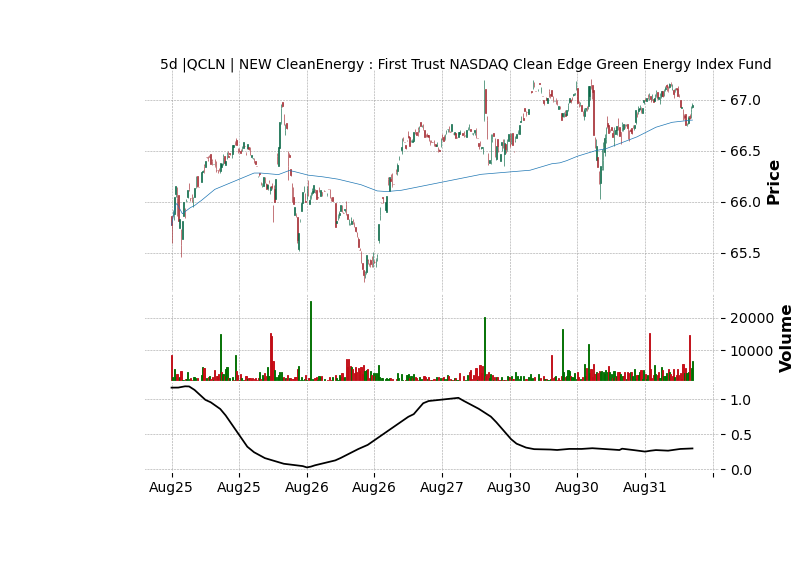 5d |QCLN | NEW CleanEnergy : First Trust NASDAQ Clean Edge Green Energy Index Fund
67.0
66.5
66.0
65.5
Price
20000
10000
Volume
1.0
0.5
0.0
Aug25 Aug25 Aug26 Aug26 Aug27 Aug30 Aug30 Aug31